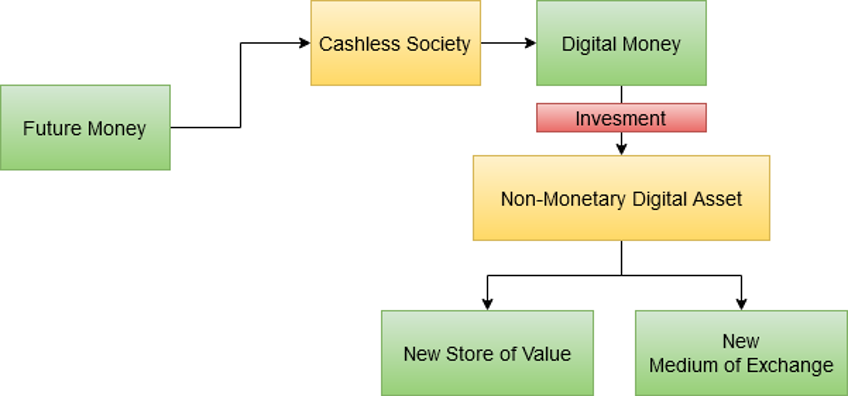 Cashless Society
Digital Money
Future Money
Invesment
Non-Monetary Digital Asset
New Store of Value
New
Medium of Exchange